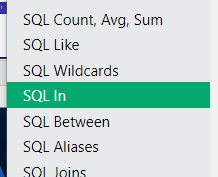 SQL Count, Avg, Sum
SQL Like
SQL Wildcards
SQL In
SQL Between
SQL Aliases
SQL Joins